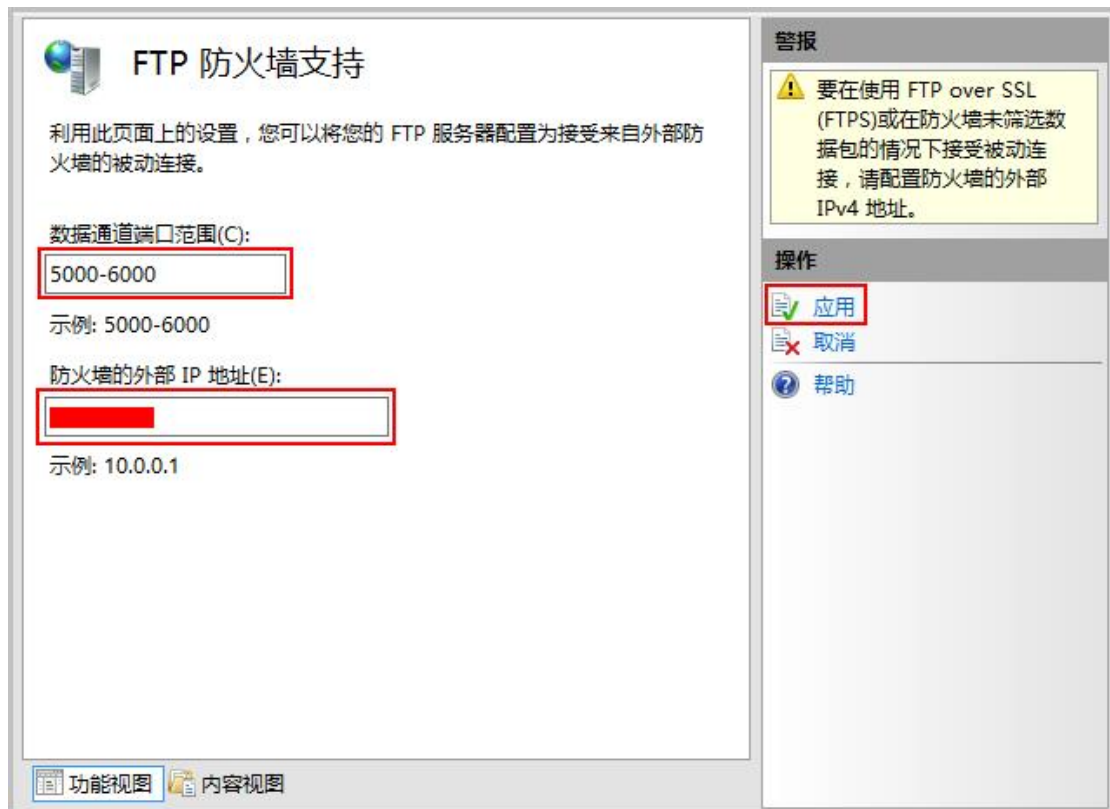 FTP 防火墙支持
利用此页面上的设置，您可以将您的 FTP 服务器配置为接受来自外部防
火墙的被动连接。
数据通道端口范围(C):
5000-6000
示例: 5000-6000
防火墙的外部 IP 地址(E):
示例: 10.0.0.1
功能视图
内容视图
警报
要在使用 FTP over SSL
(FTPS)或在防火墙未筛选数
据包的情况下接受被动连
接，请配置防火墙的外部
IPv4 地址。
操作
应用
取消
帮助